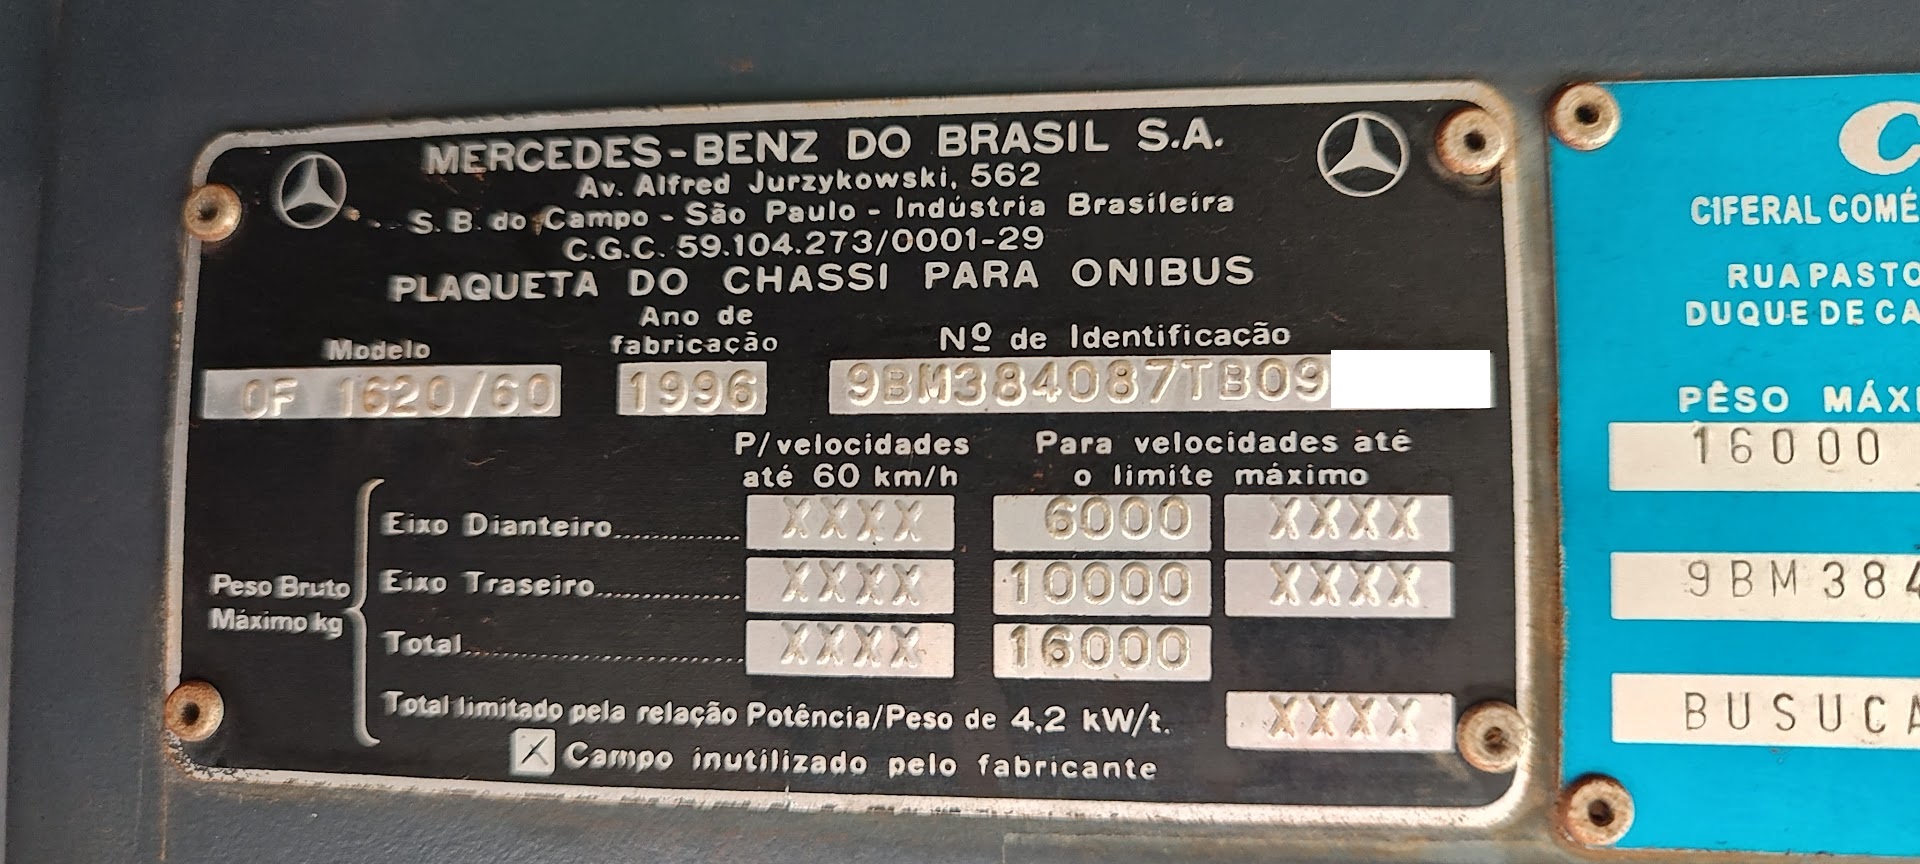 MERCEDES-BENZ DO BRASIL S.A.
Av. Alfred Jurzykowski, 562
S. B. do Campo - São Paulo - Indústria Brasileira
C.G.C. 59.104.273/0001-29
PLAQUETA DO CHASSI PARA ONIBUS
Modelo
Ano de
fabricação
Nº de Identificação
OF 1620/60
1996
9BM384087TB09
P/velocidades
até 60 km/h
Para velocidades até
o limite máximo
Peso Bruto
Máximo kg
Eixo Dianteiro............... XXXX 6000 XXXX
Eixo Traseiro................. XXXX 10000 XXXX
Total............................... XXXX 16000
Total limitado pela relação Potência/Peso de 4,2 kW/t. XXXX
X Campo inutilizado pelo fabricante
C
CIFERAL COMÉ
RUA PASTO
DUQUE DE CA
PÊSO MÁXI
16000
9BM384
BUSUCA